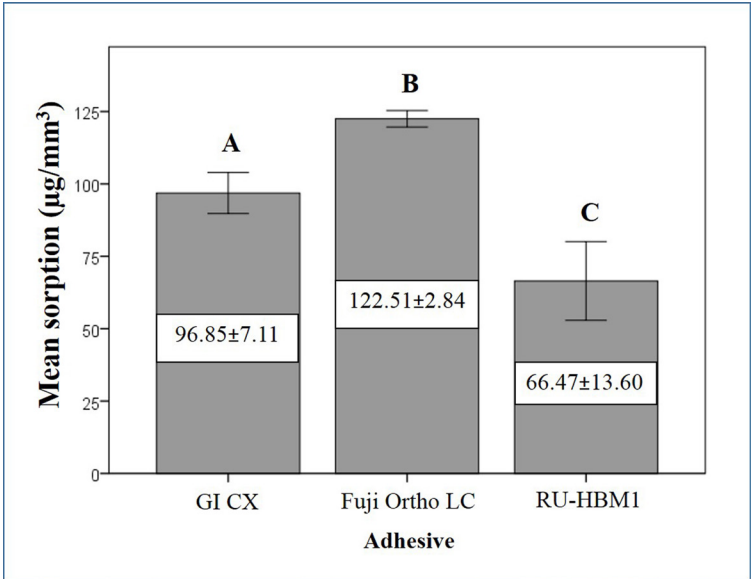 Mean sorption (µg/mm³)
125
100
75
50
25
0
A
B
C
96.85±7.11
122.51±2.84
66.47±13.60
GI CX
Fuji Ortho LC
RU-HBM1
Adhesive